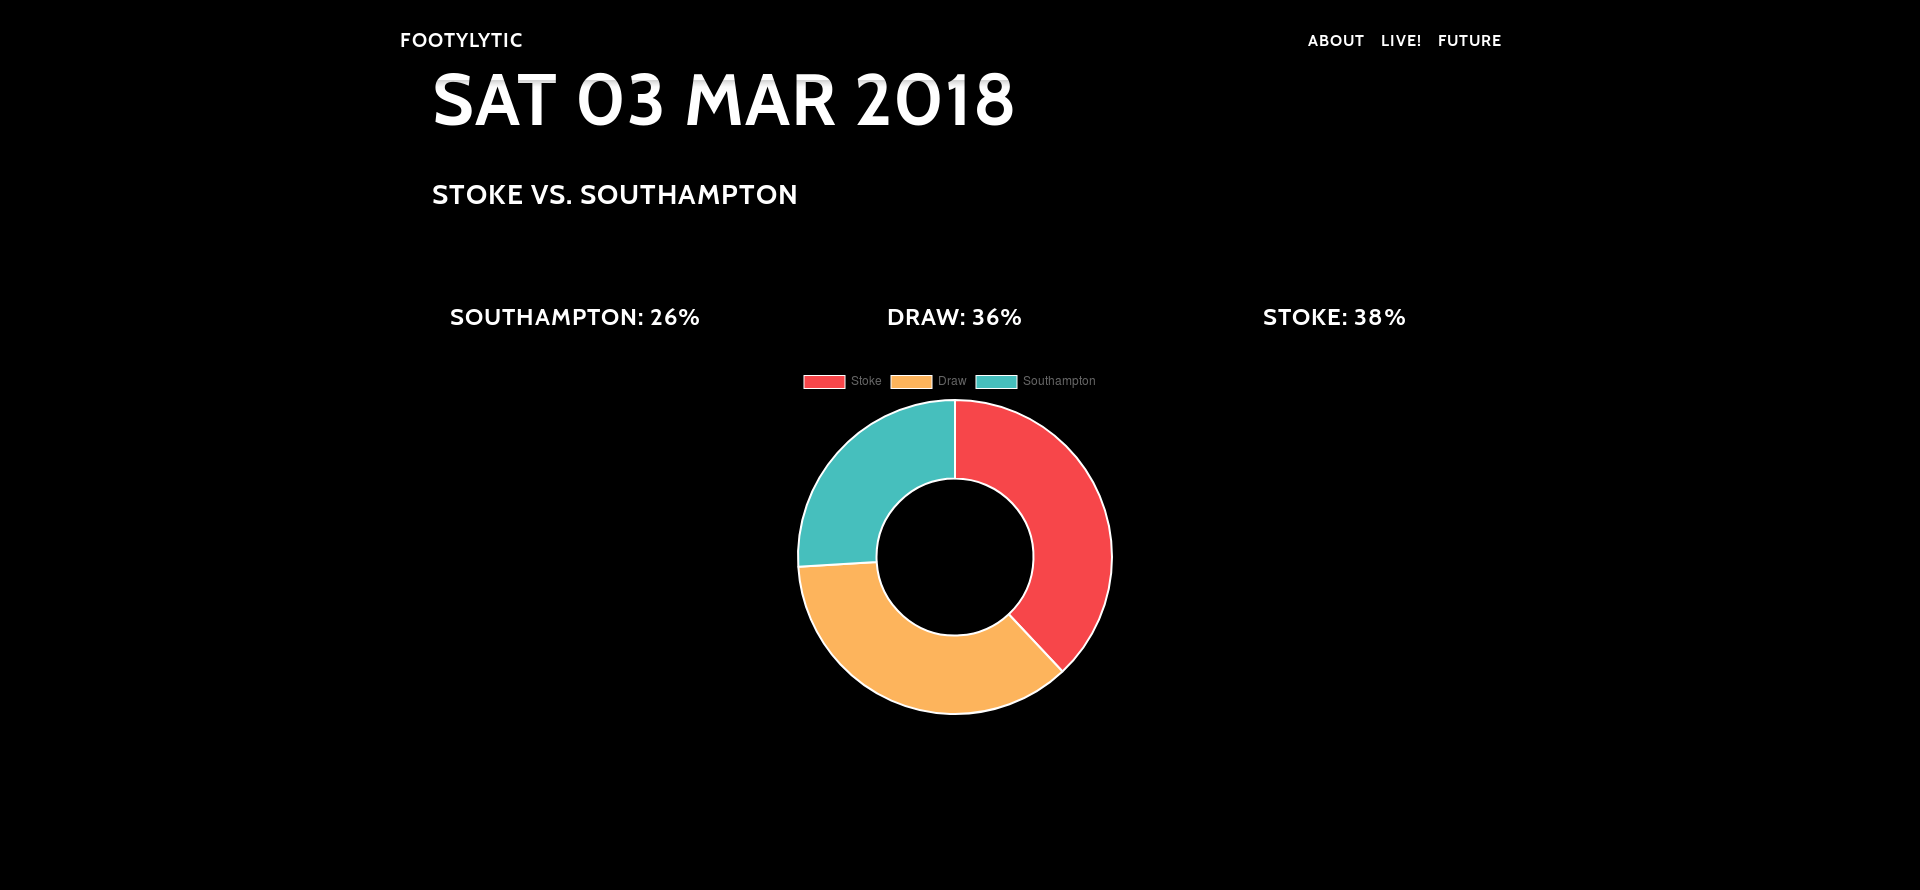 FOOTYLYTIC
ABOUT LIVE! FUTURE
SAT 03 MAR 2018
STOKE VS. SOUTHAMPTON
SOUTHAMPTON: 26% DRAW: 36% STOKE: 38%
Stoke Draw Southampton